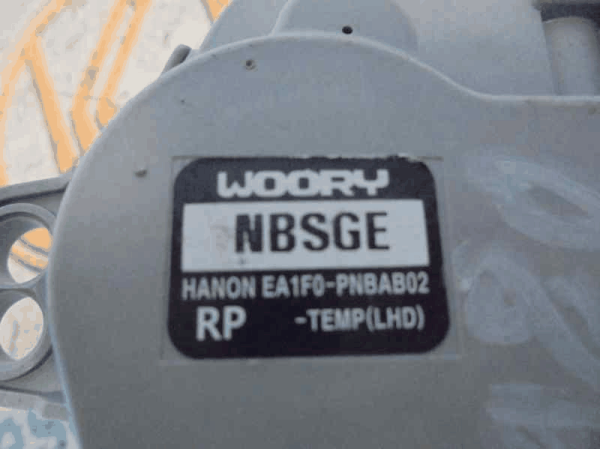 WOORY
NBSGE
HANON EA1F0-PNBAB02
RP -TEMP(LHD)